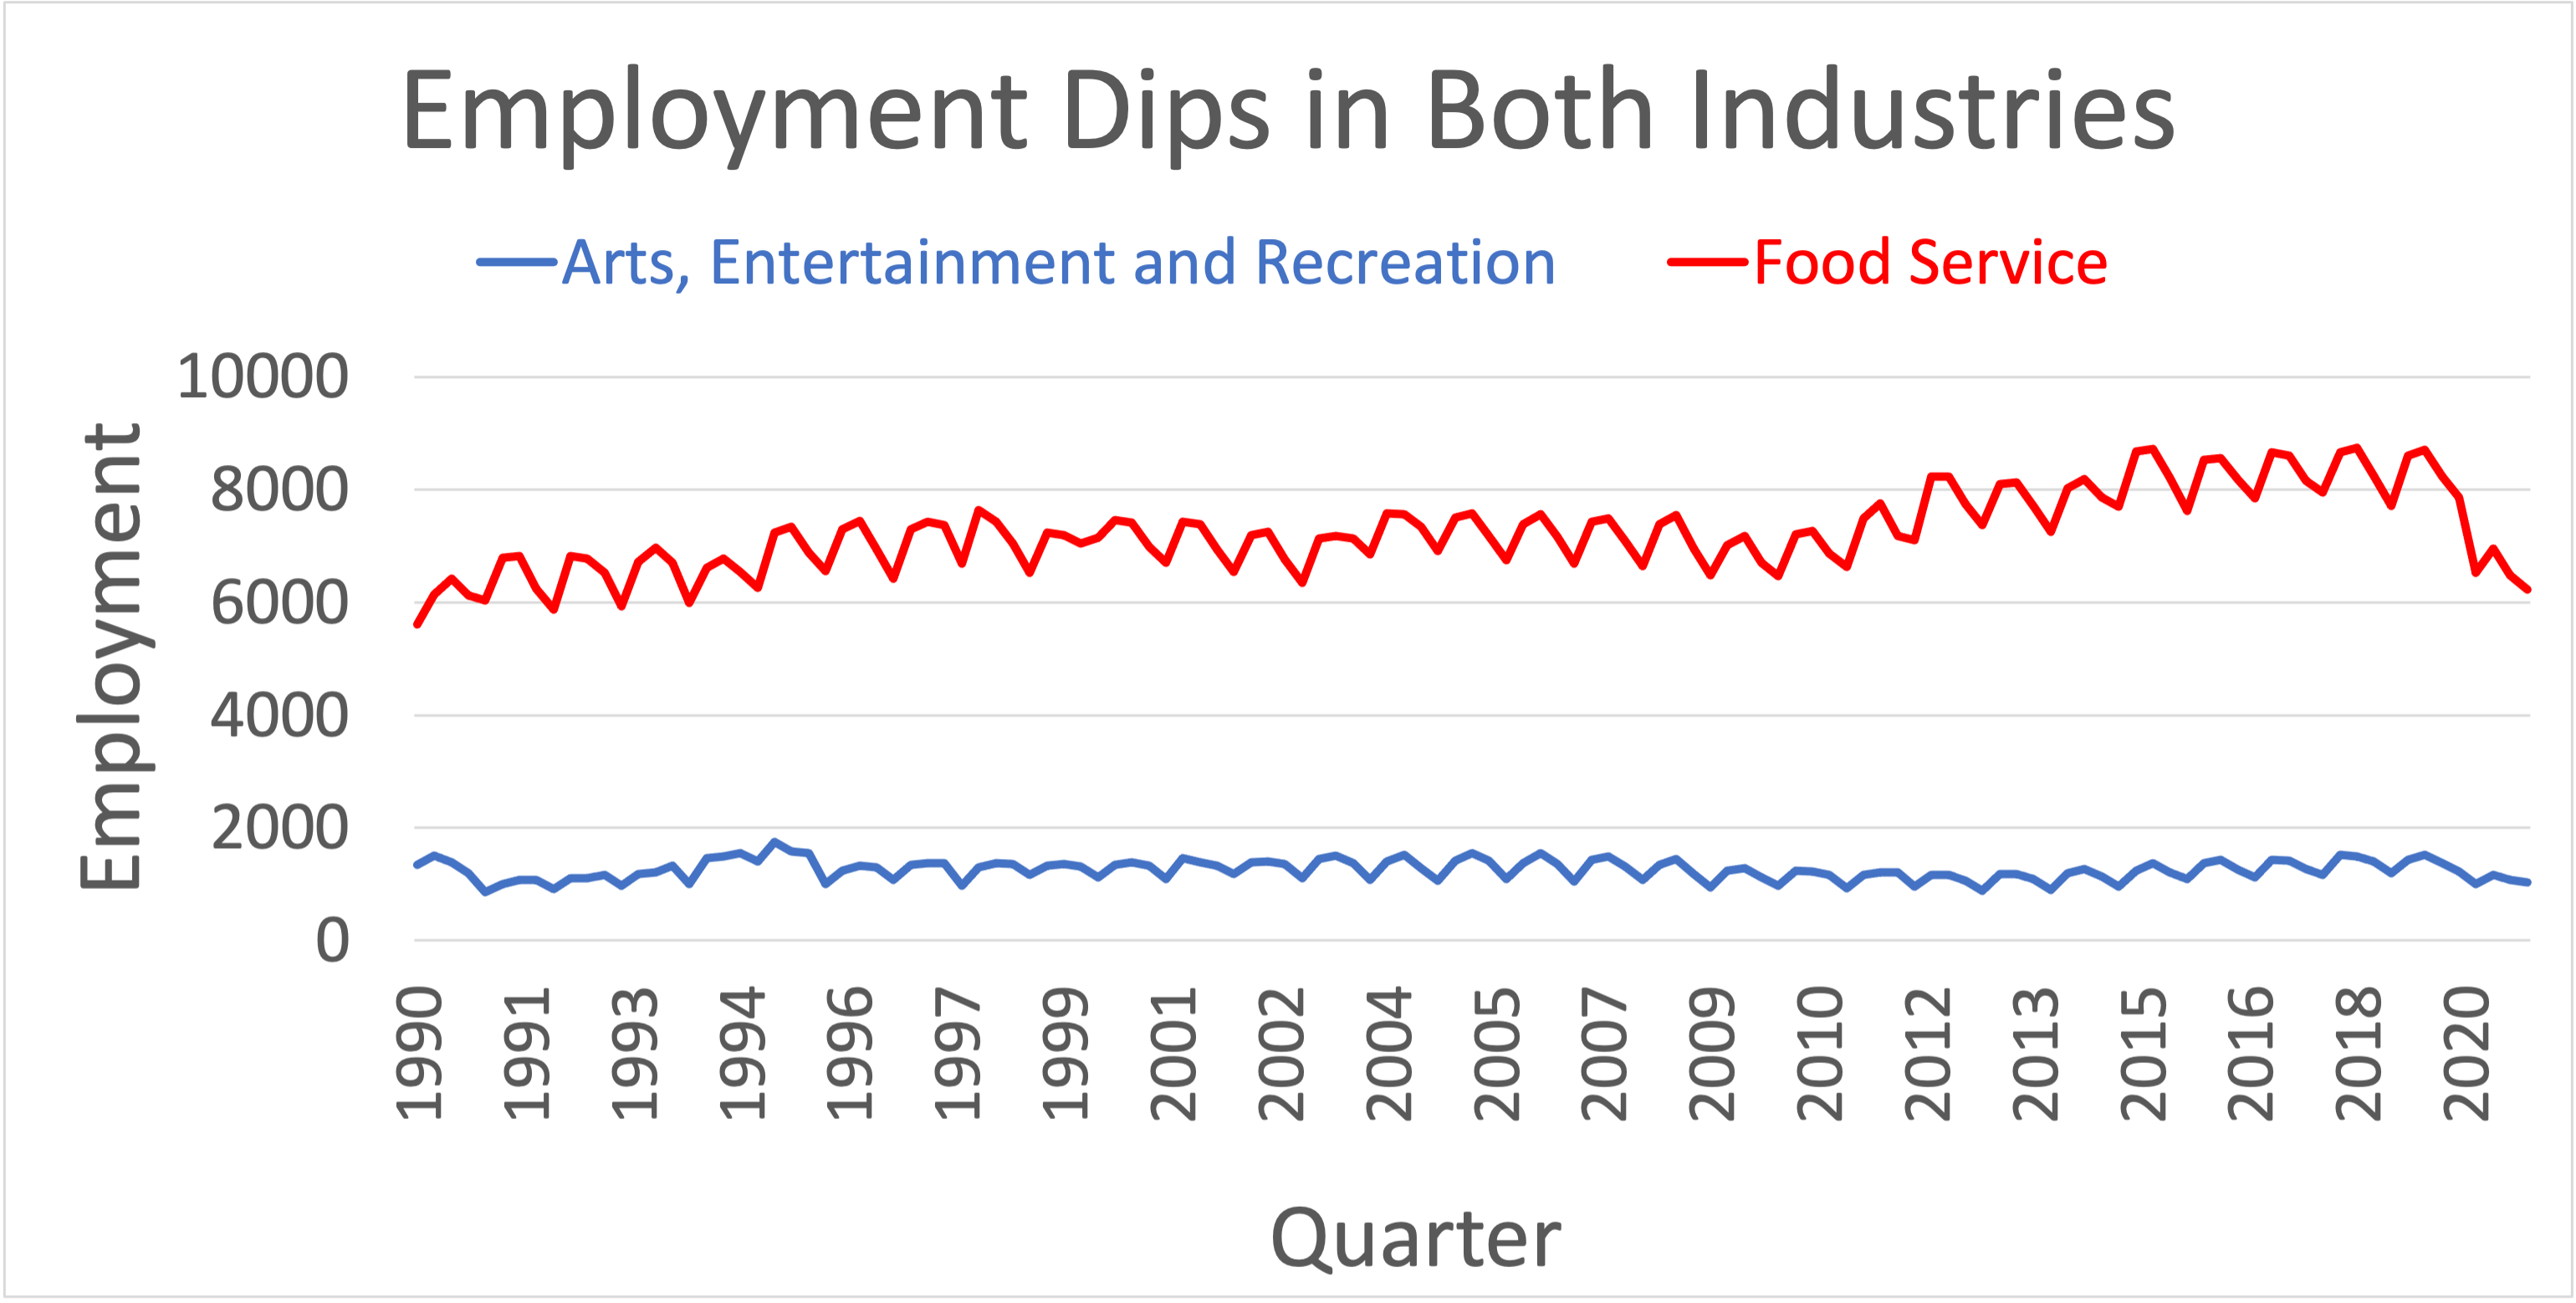 Employment Dips in Both Industries
Arts, Entertainment and Recreation Food Service
10000
8000
6000
4000
2000
0
Employment
1990 1991 1993 1994 1996 1997 1999 2001 2002 2004 2005 2007 2009 2010 2012 2013 2015 2016 2018 2020
Quarter